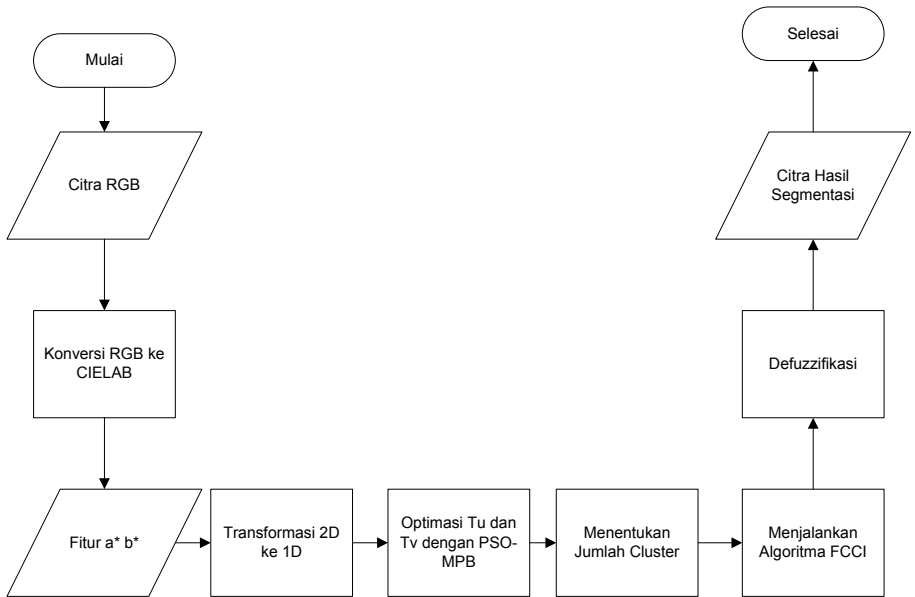 Mulai
Citra RGB
Konversi RGB ke
CIELAB
Fitur a* b*
Transformasi 2D
ke 1D
Optimasi Tu dan
Tv dengan PSO-
MPB
Menentukan
Jumlah Cluster
Menjalankan
Algoritma FCCI
Defuzzifikasi
Citra Hasil
Segmentasi
Selesai